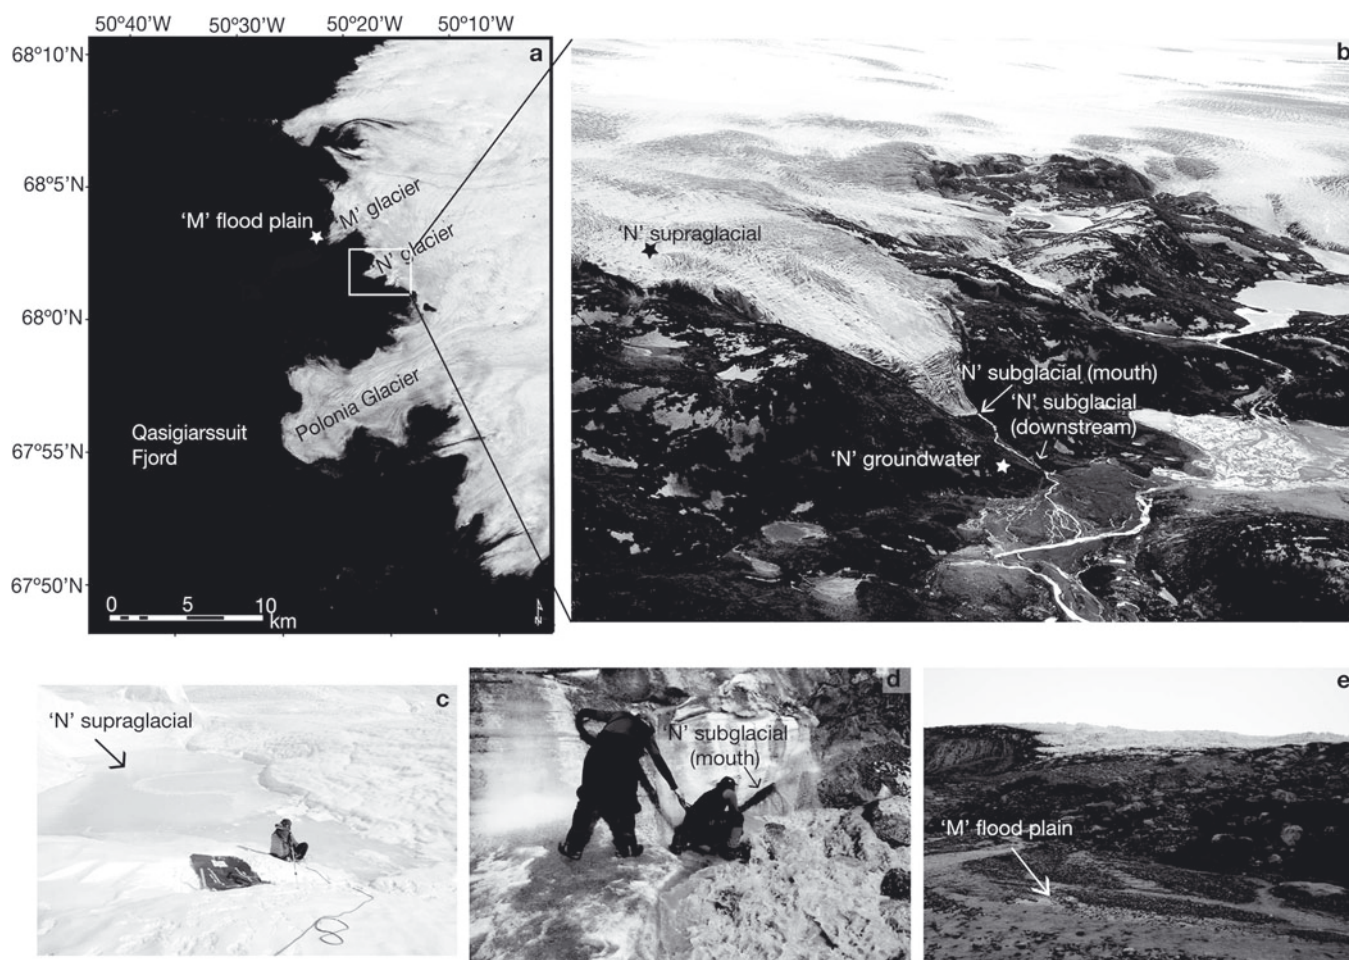 50°40’W 50°30’W 50°20’W 50°10’W
68°10’N
68°5’N
68°0’N
67°55’N
67°50’N
a
‘M’ flood plain
‘M’ glacier
‘N’ glacier
Polonia Glacier
Qasigiarssuit
Fjord
0 5 10
km
N
b
‘N’ supraglacial
‘N’ subglacial (mouth)
‘N’ subglacial
(downstream)
‘N’ groundwater
c
‘N’ supraglacial
d
‘N’ subglacial
(mouth)
e
‘M’ flood plain